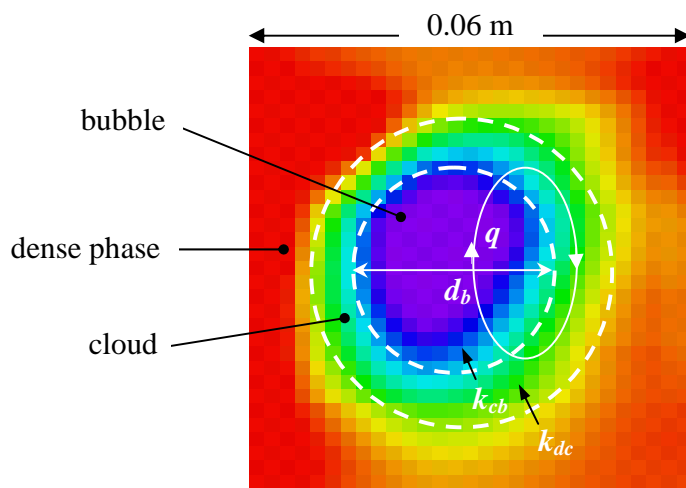 0.06 m
bubble
dense phase
q
d_b
cloud
k_cb
k_dc